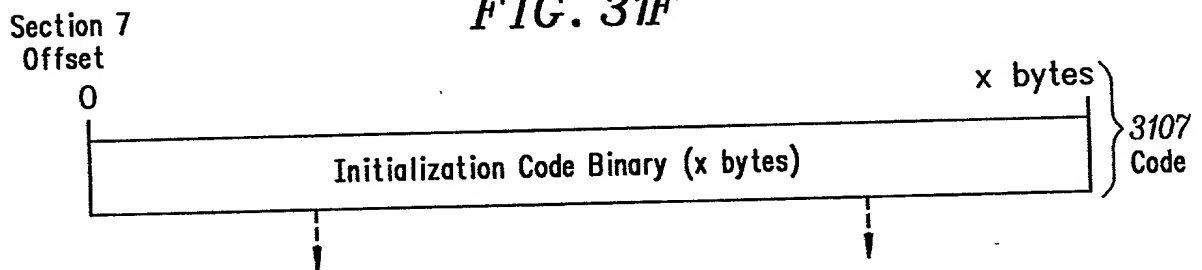 FIG. 31F
Section 7
Offset
0
x bytes
Initialization Code Binary (x bytes)
3107
Code